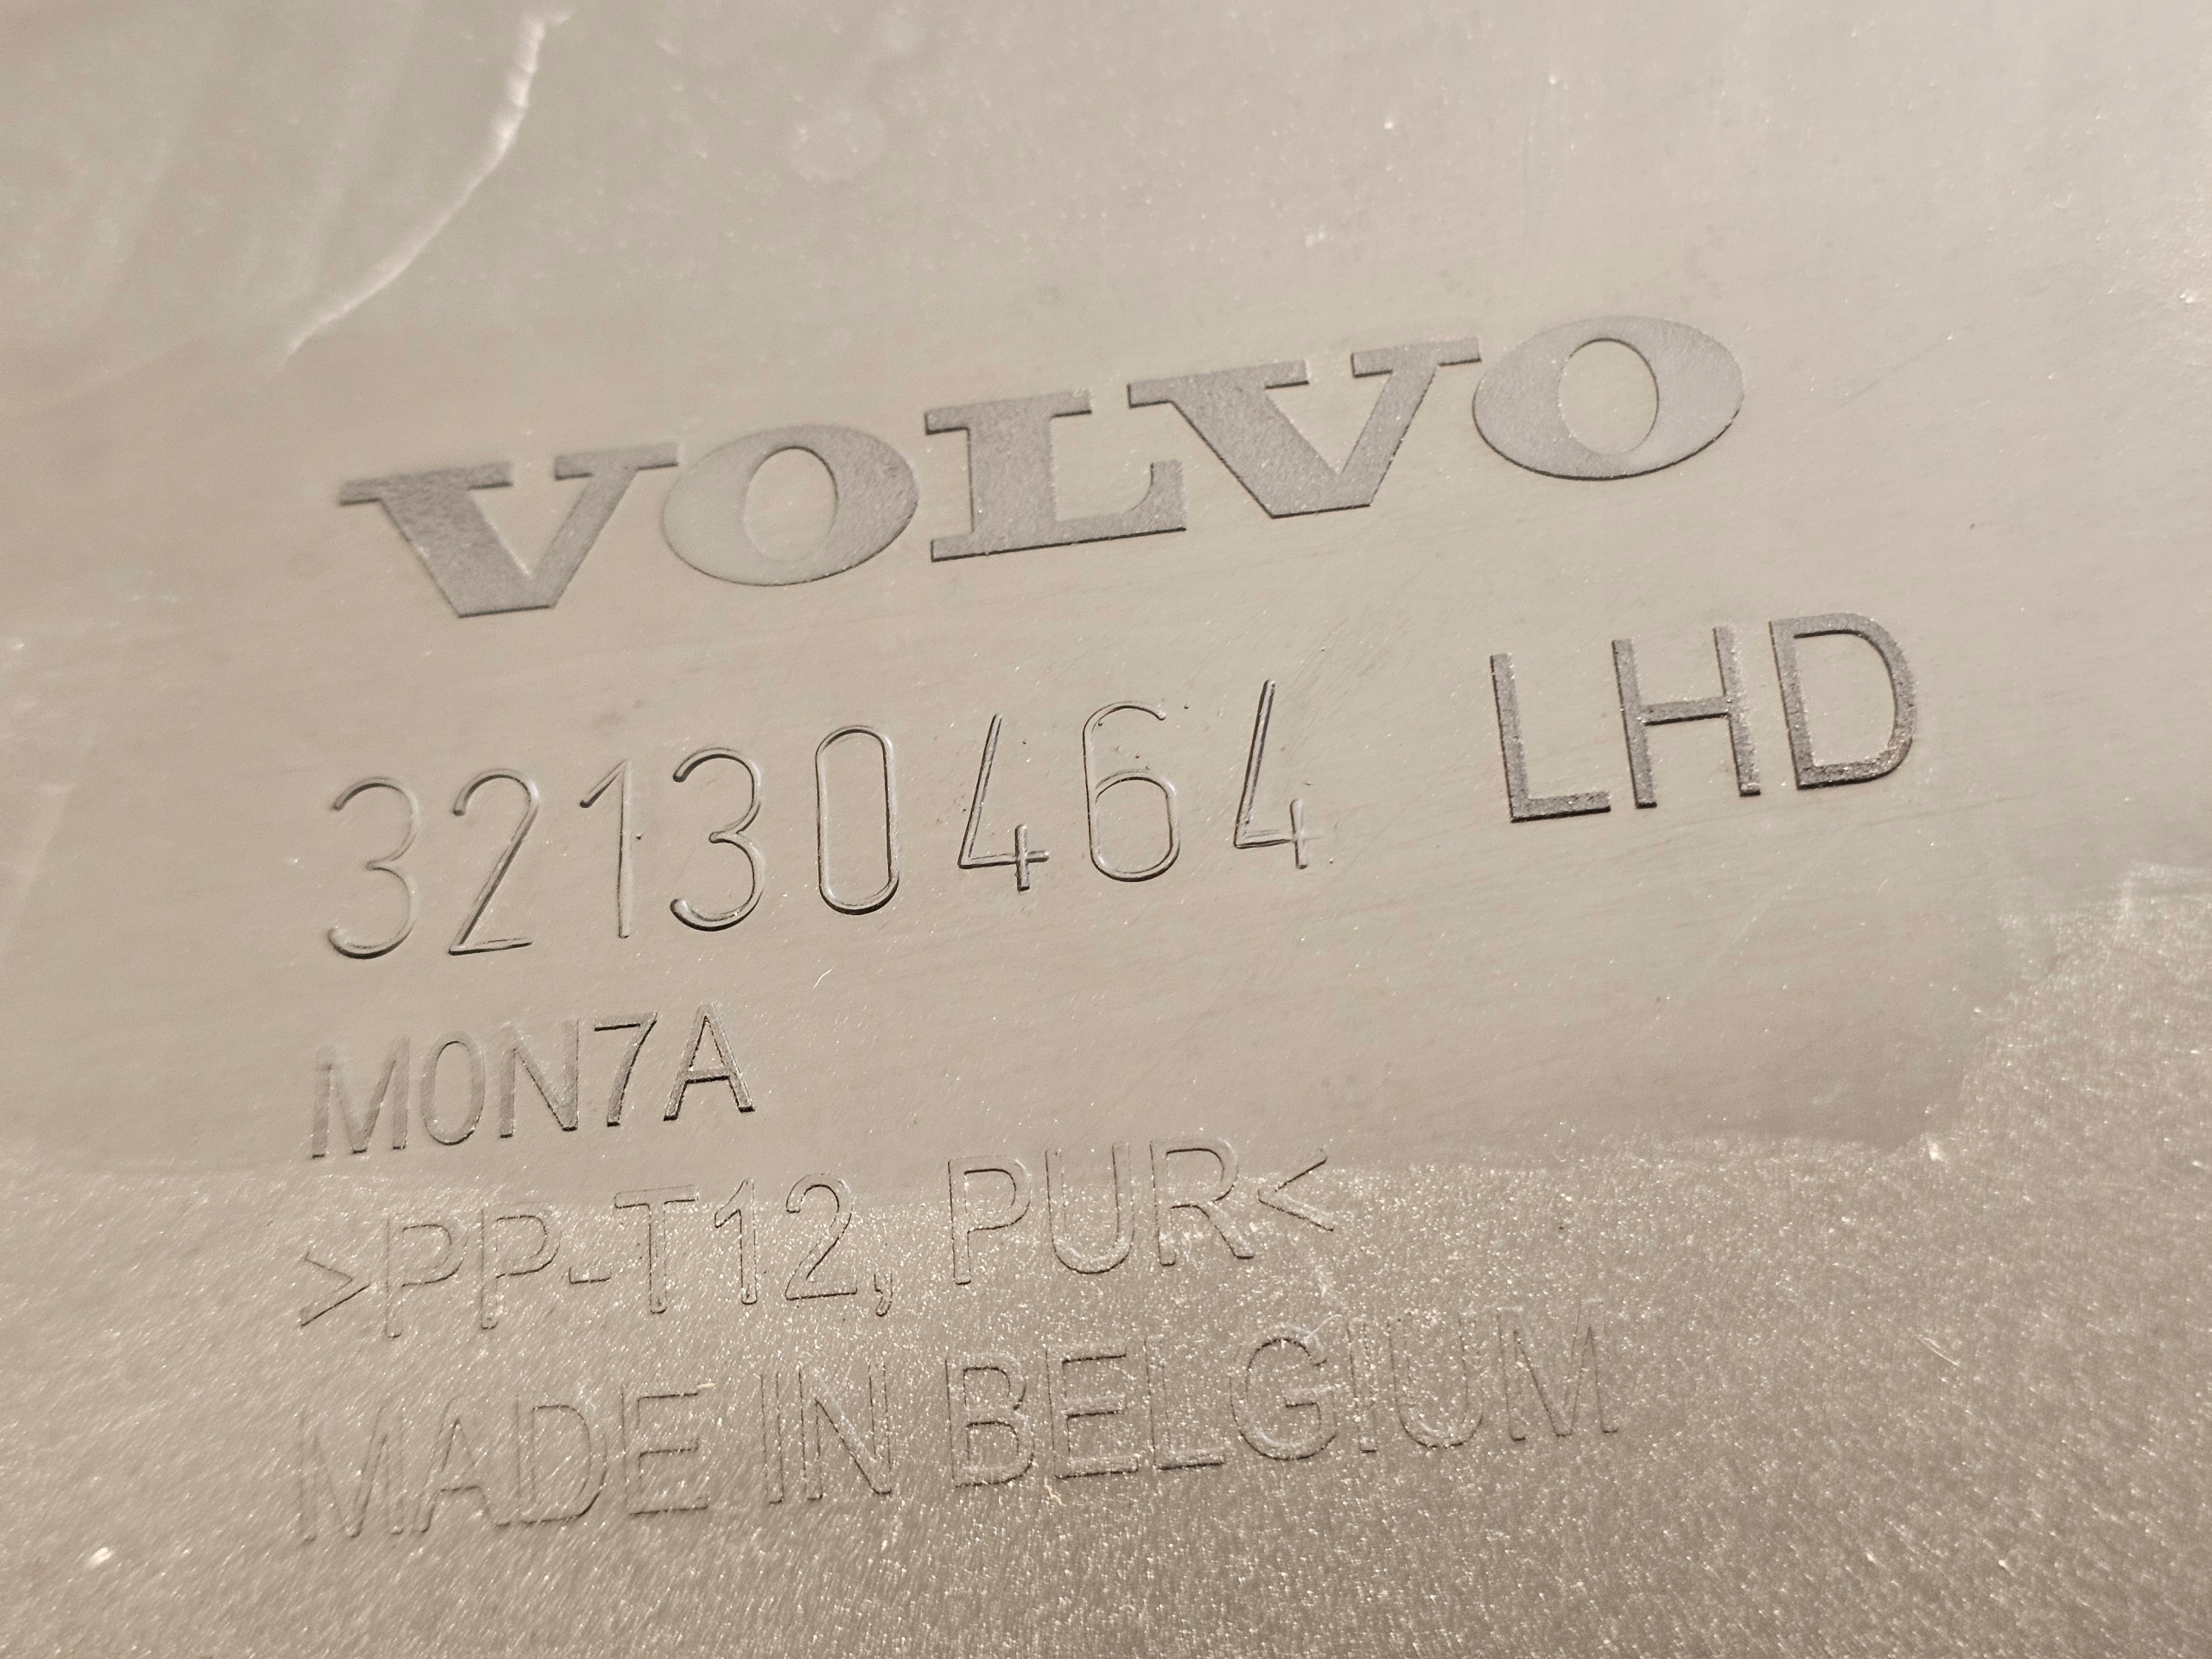 VOLVO
32130464 LHD
M0N7A
>PP-T12, PUR<
MADE IN BELGIUM